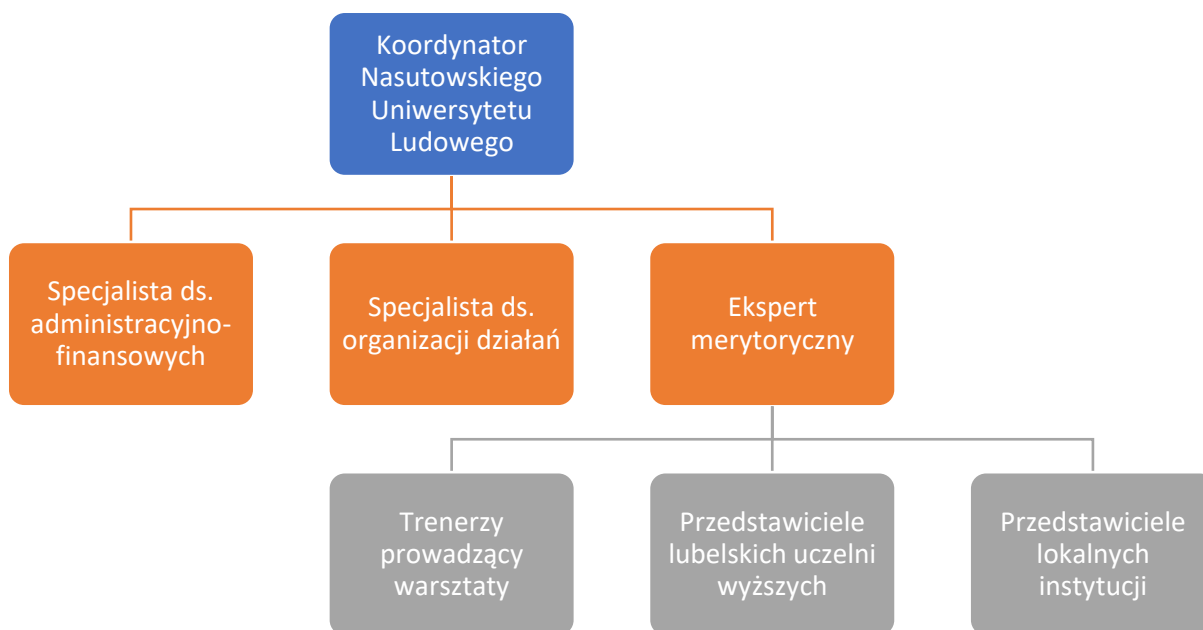 Koordynator
Nasutowskiego
Uniwersytetu
Ludowego
Specjalista ds.
administracyjno-
finansowych
Specjalista ds.
organizacji działań
Ekspert
merytoryczny
Trenerzy
prowadzący
warsztaty
Przedstawiciele
lubelskich uczelni
wyższych
Przedstawiciele
lokalnych
instytucji